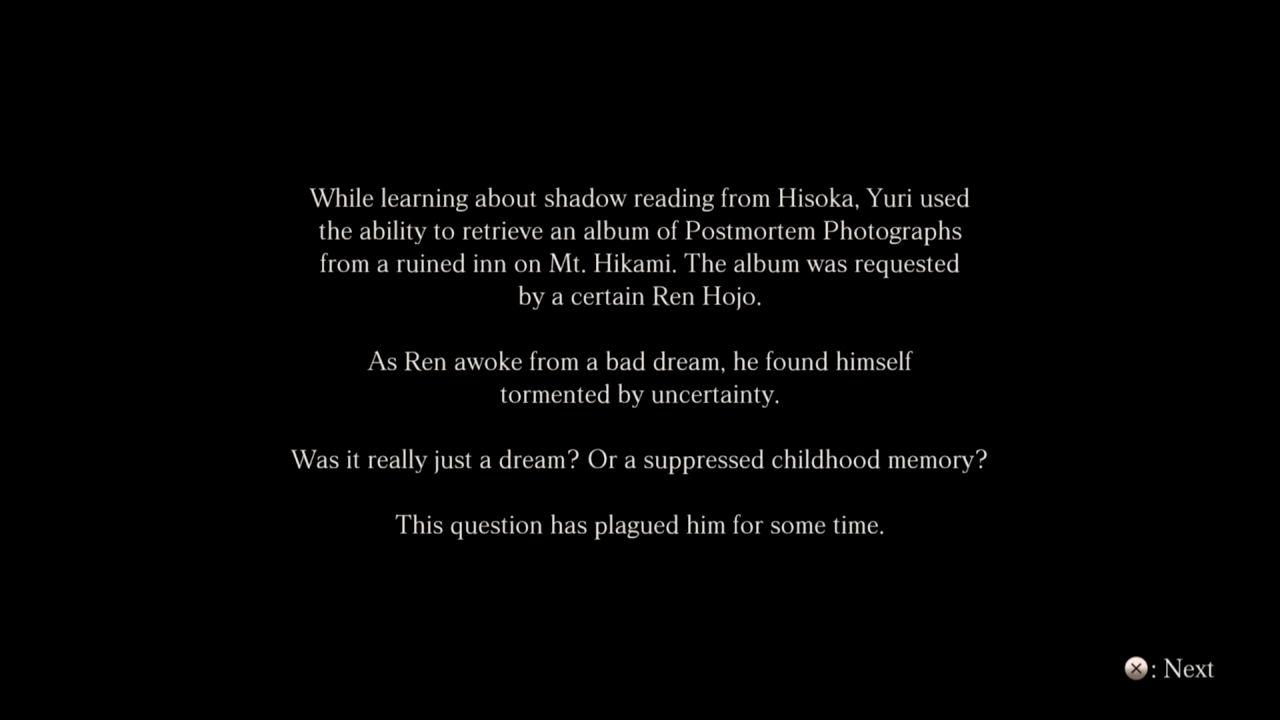 While learning about shadow reading from Hisoka, Yuri used
the ability to retrieve an album of Postmortem Photographs
from a ruined inn on Mt. Hikami. The album was requested
by a certain Ren Hojo.
As Ren awoke from a bad dream, he found himself
tormented by uncertainty.
Was it really just a dream? Or a suppressed childhood memory?
This question has plagued him for some time.
ⓧ: Next